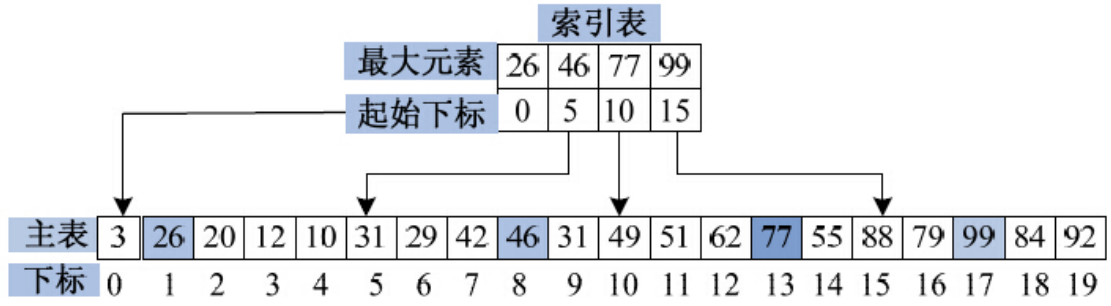 索引表
最大元素 26 46 77 99
起始下标 0 5 10 15
主表 3 26 20 12 10 31 29 42 46 31 49 51 62 77 55 88 79 99 84 92
下标 0 1 2 3 4 5 6 7 8 9 10 11 12 13 14 15 16 17 18 19